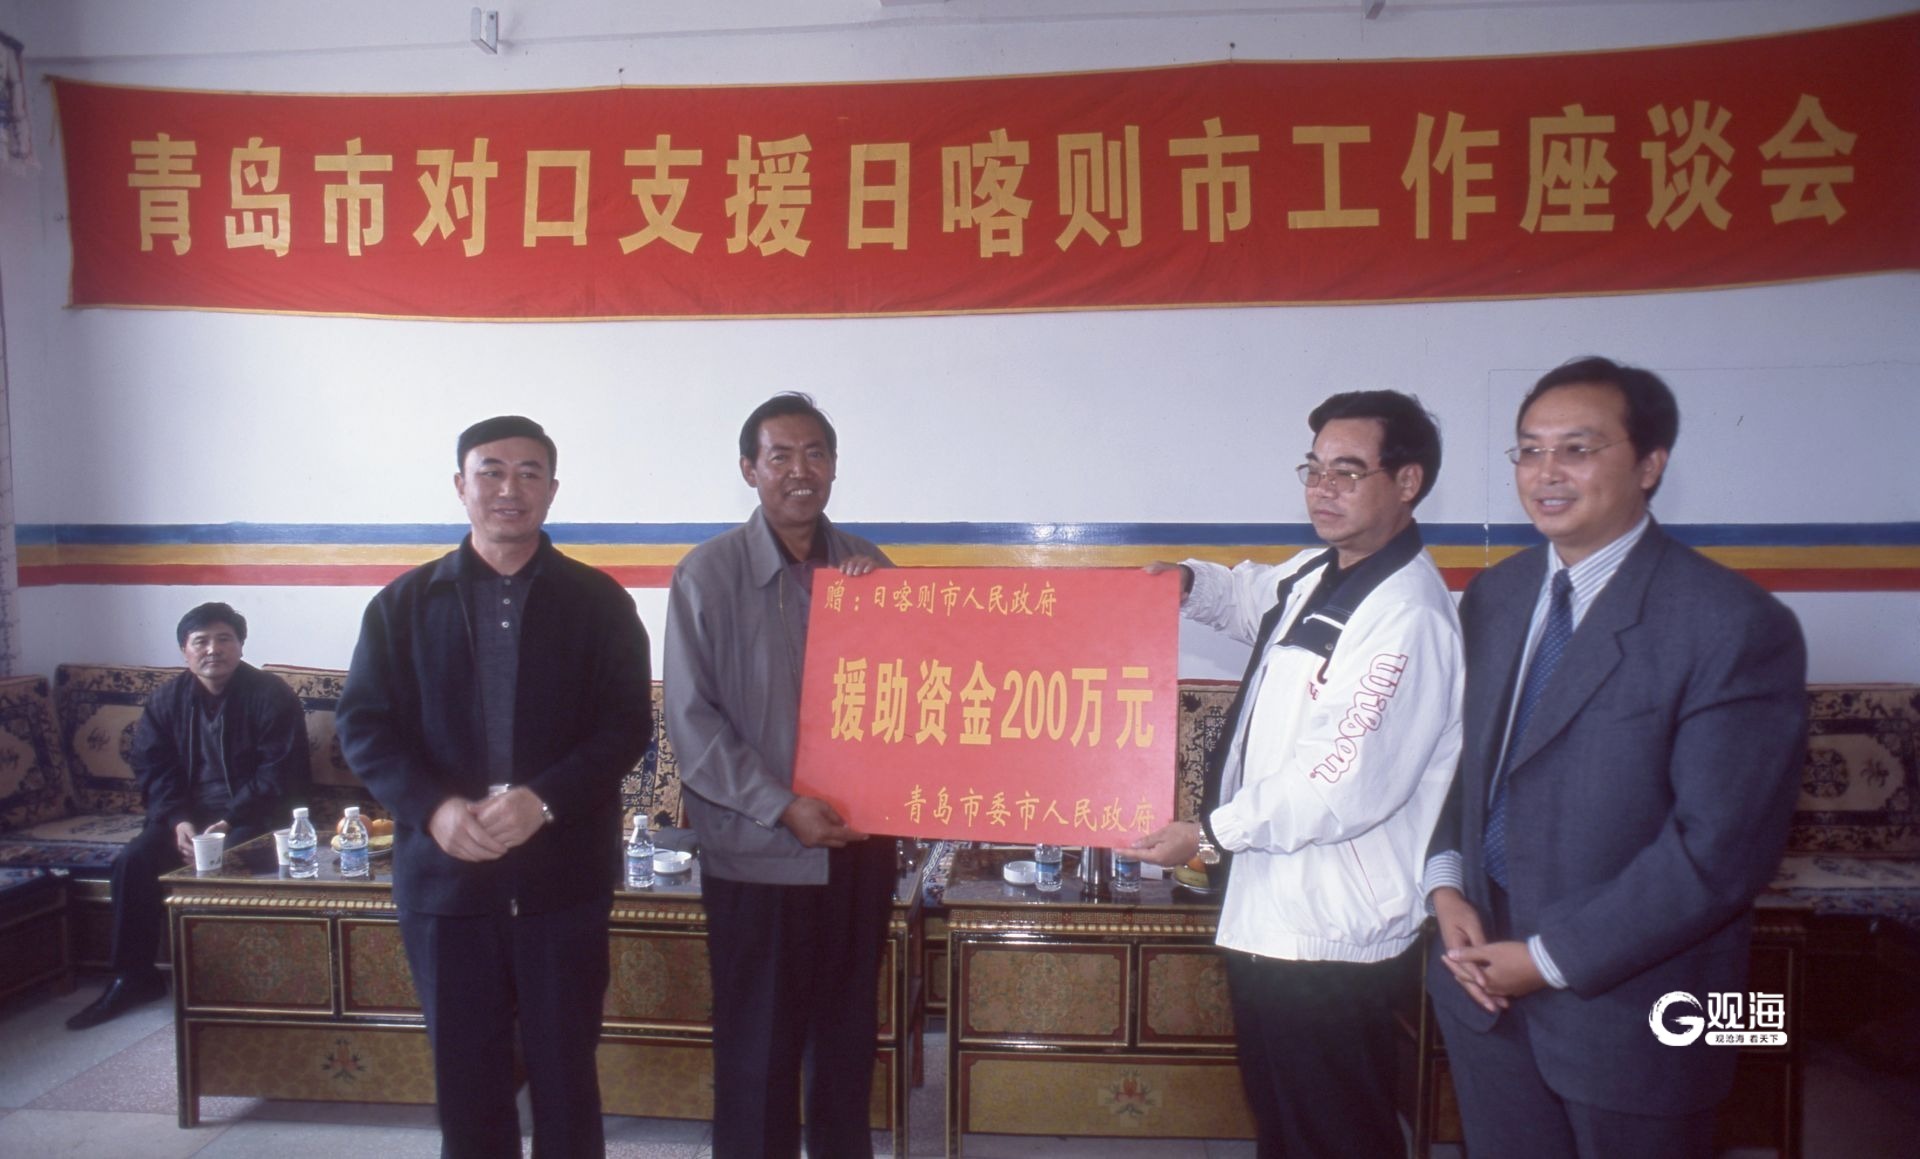 青岛市对口支援日喀则市工作座谈会
赠：日喀则市人民政府
援助资金200万元
青岛市委市人民政府
Wilson.
G观海
观沧海 看天下